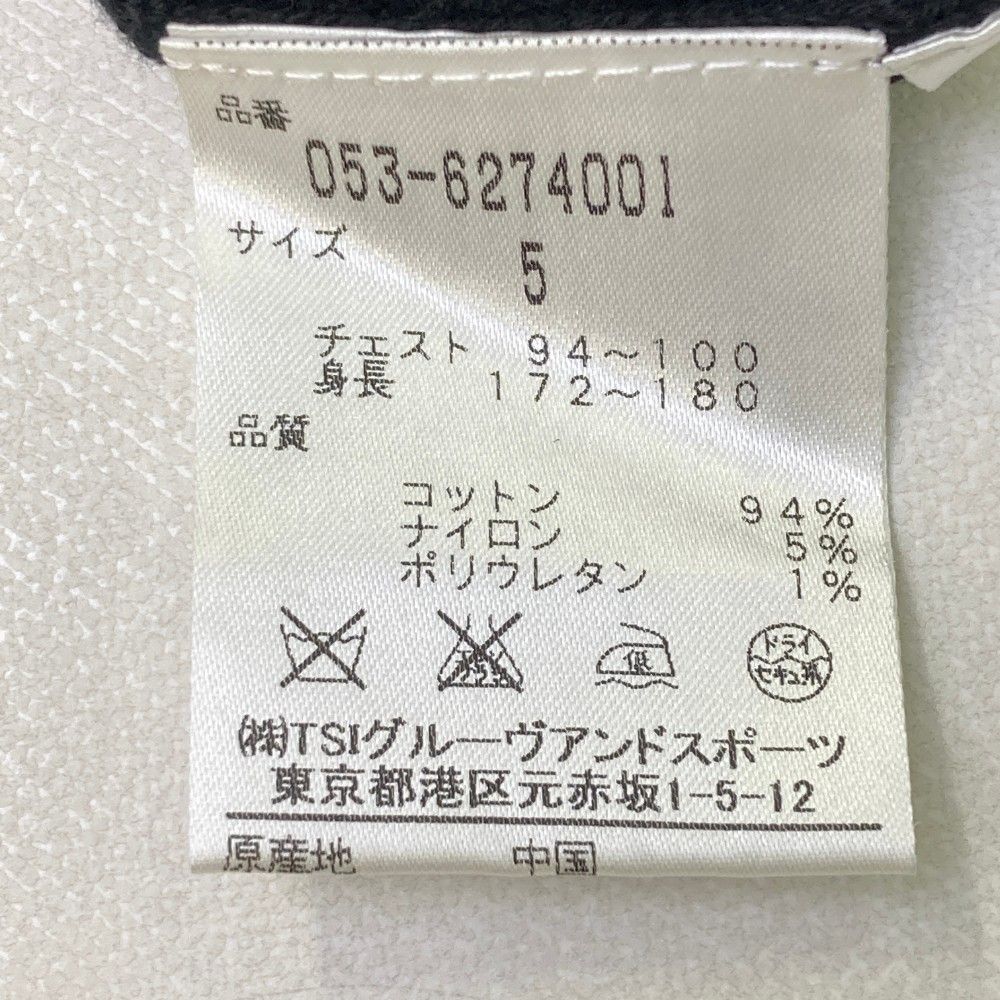 品番
053-6274001
サイズ 5
チェスト 94～100
身長 172～180
品質
コットン 94%
ナイロン 5%
ポリウレタン 1%
低
ドライ
セキユ系
㈱TSIグルーヴアンドスポーツ
東京都港区元赤坂1-5-12
原産地 中国